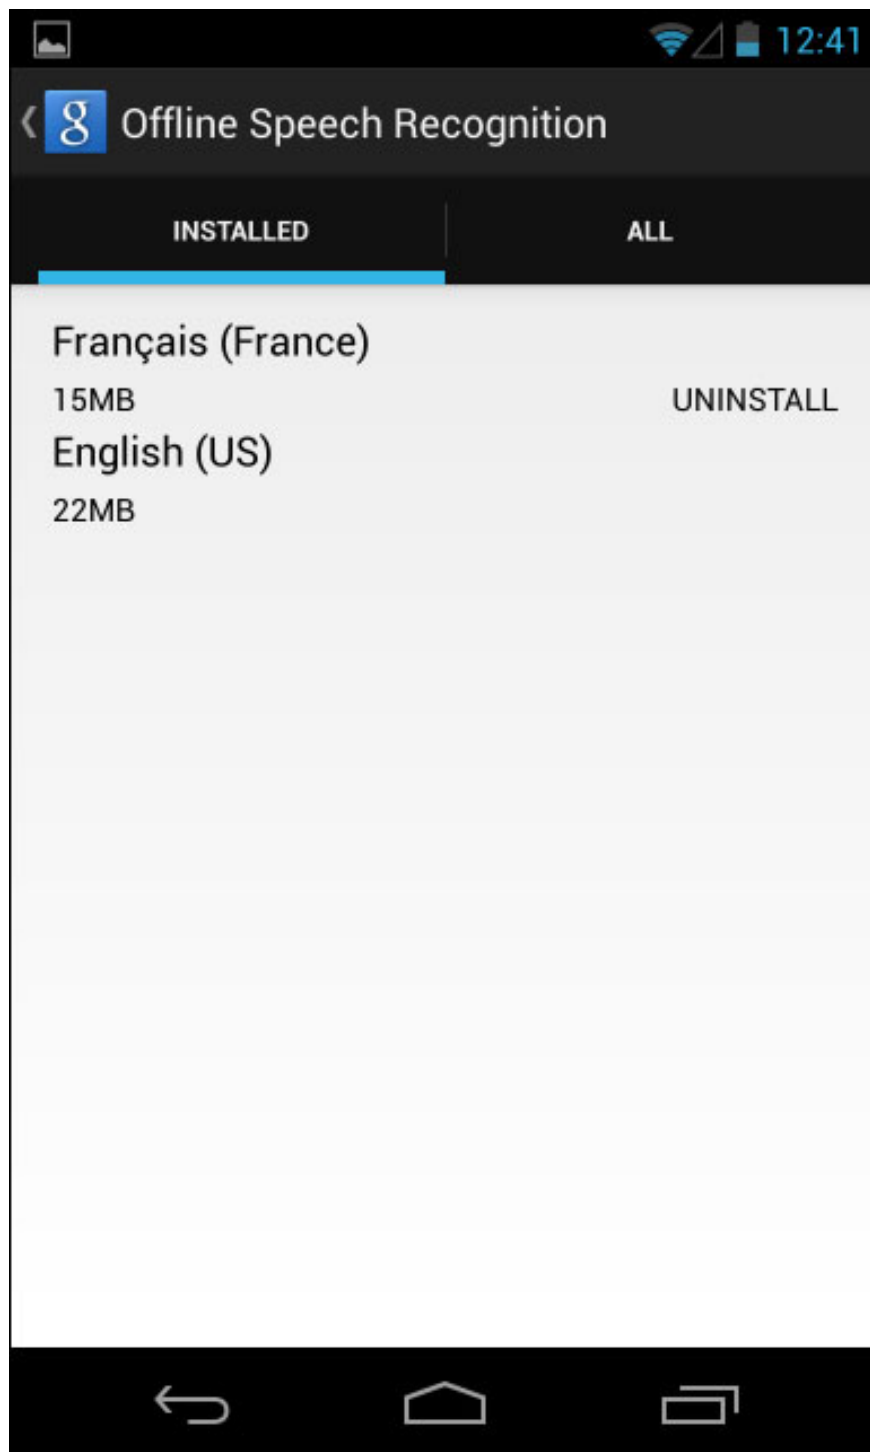 12:41
g Offline Speech Recognition
INSTALLED ALL
Français (France)
15MB UNINSTALL
English (US)
22MB